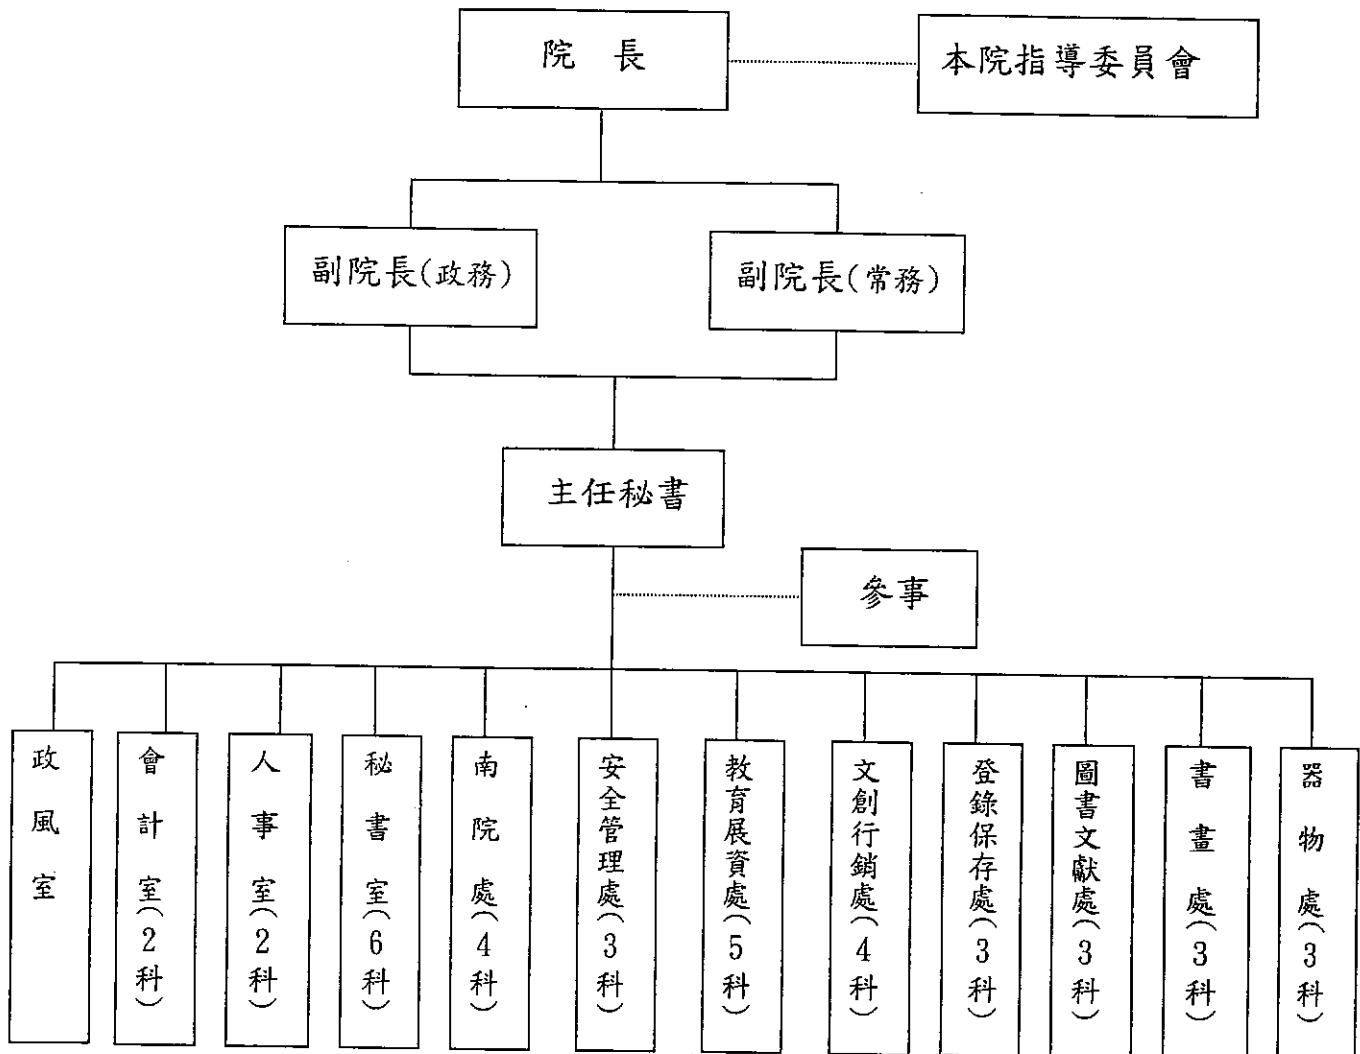 院 長
本院指導委員會
副院長(政務)
副院長(常務)
主任秘書
參事
政風室
會計室(2科)
人事室(2科)
秘書室(6科)
南院處(4科)
安全管理處(3科)
教育展資處(5科)
文創行銷處(4科)
登錄保存處(3科)
圖書文獻處(3科)
書畫處(3科)
器物處(3科)